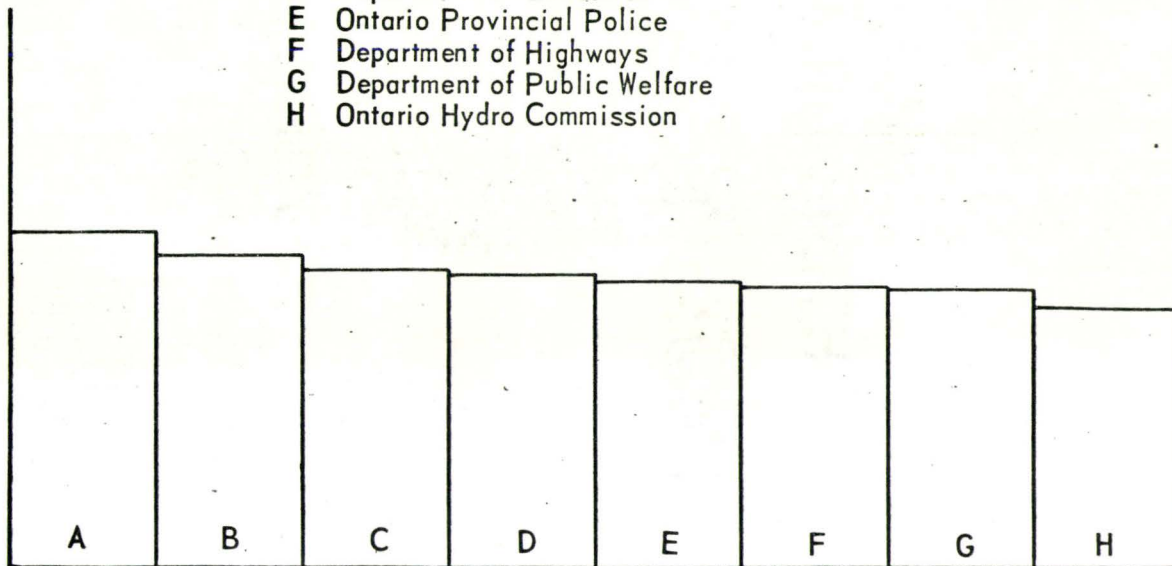 E Ontario Provincial Police
F Department of Highways
G Department of Public Welfare
H Ontario Hydro Commission
A B C D E F G H